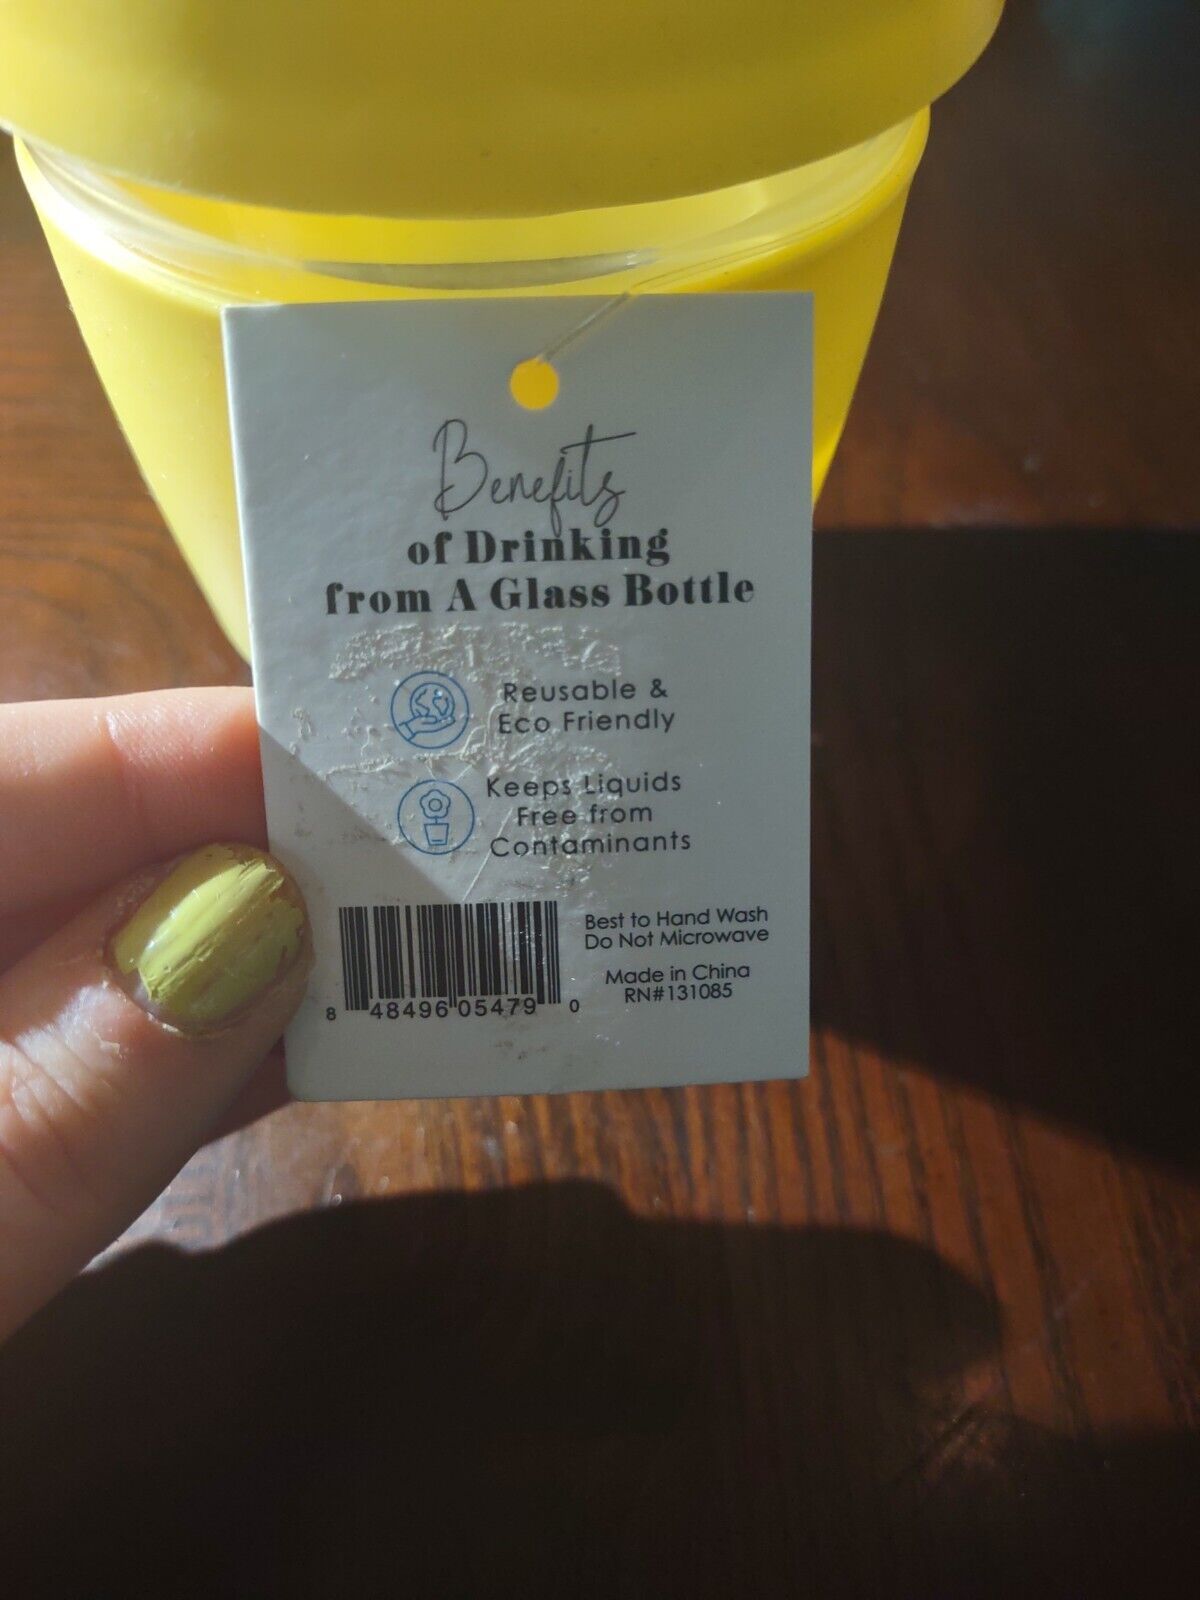 Benefits
of Drinking
from A Glass Bottle
Reusable &
Eco Friendly
Keeps Liquids
Free from
Contaminants
Best to Hand Wash
Do Not Microwave
Made in China
RN#131085
8 48496 05479 0